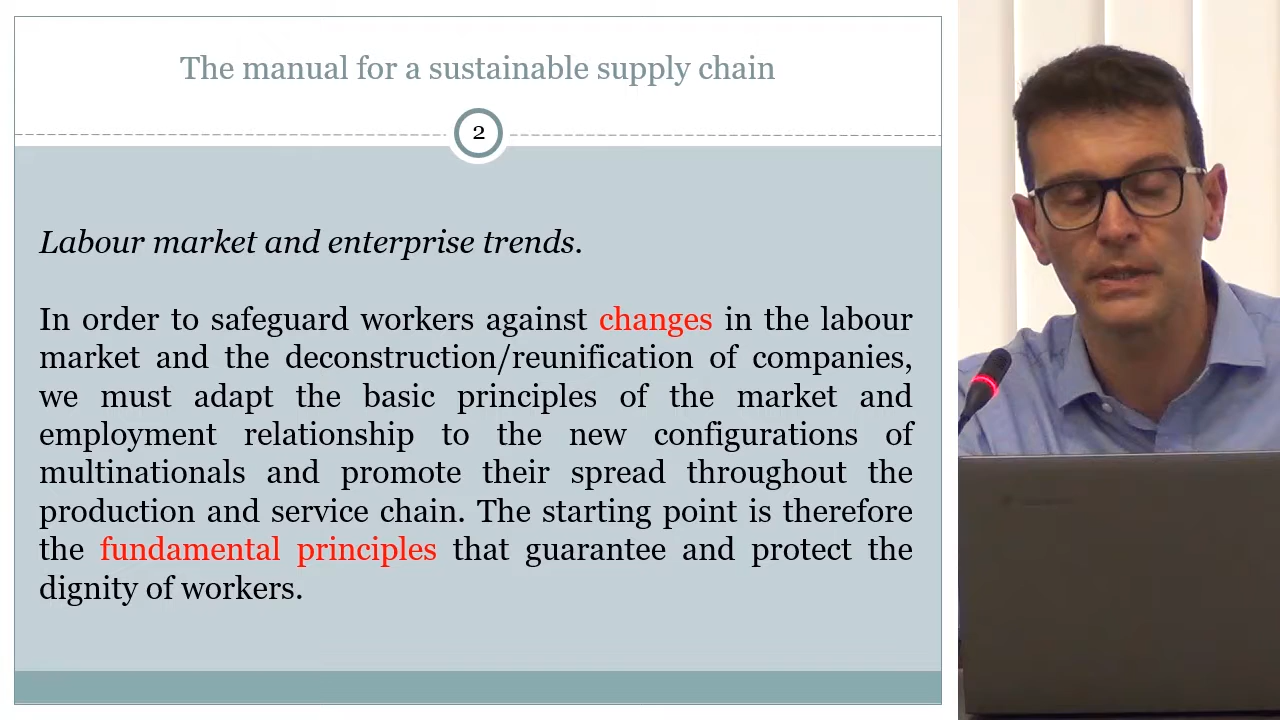 The manual for a sustainable supply chain
2
Labour market and enterprise trends.
In order to safeguard workers against changes in the labour
market and the deconstruction/reunification of companies,
we must adapt the basic principles of the market and
employment relationship to the new configurations of
multinationals and promote their spread throughout the
production and service chain. The starting point is therefore
the fundamental principles that guarantee and protect the
dignity of workers.